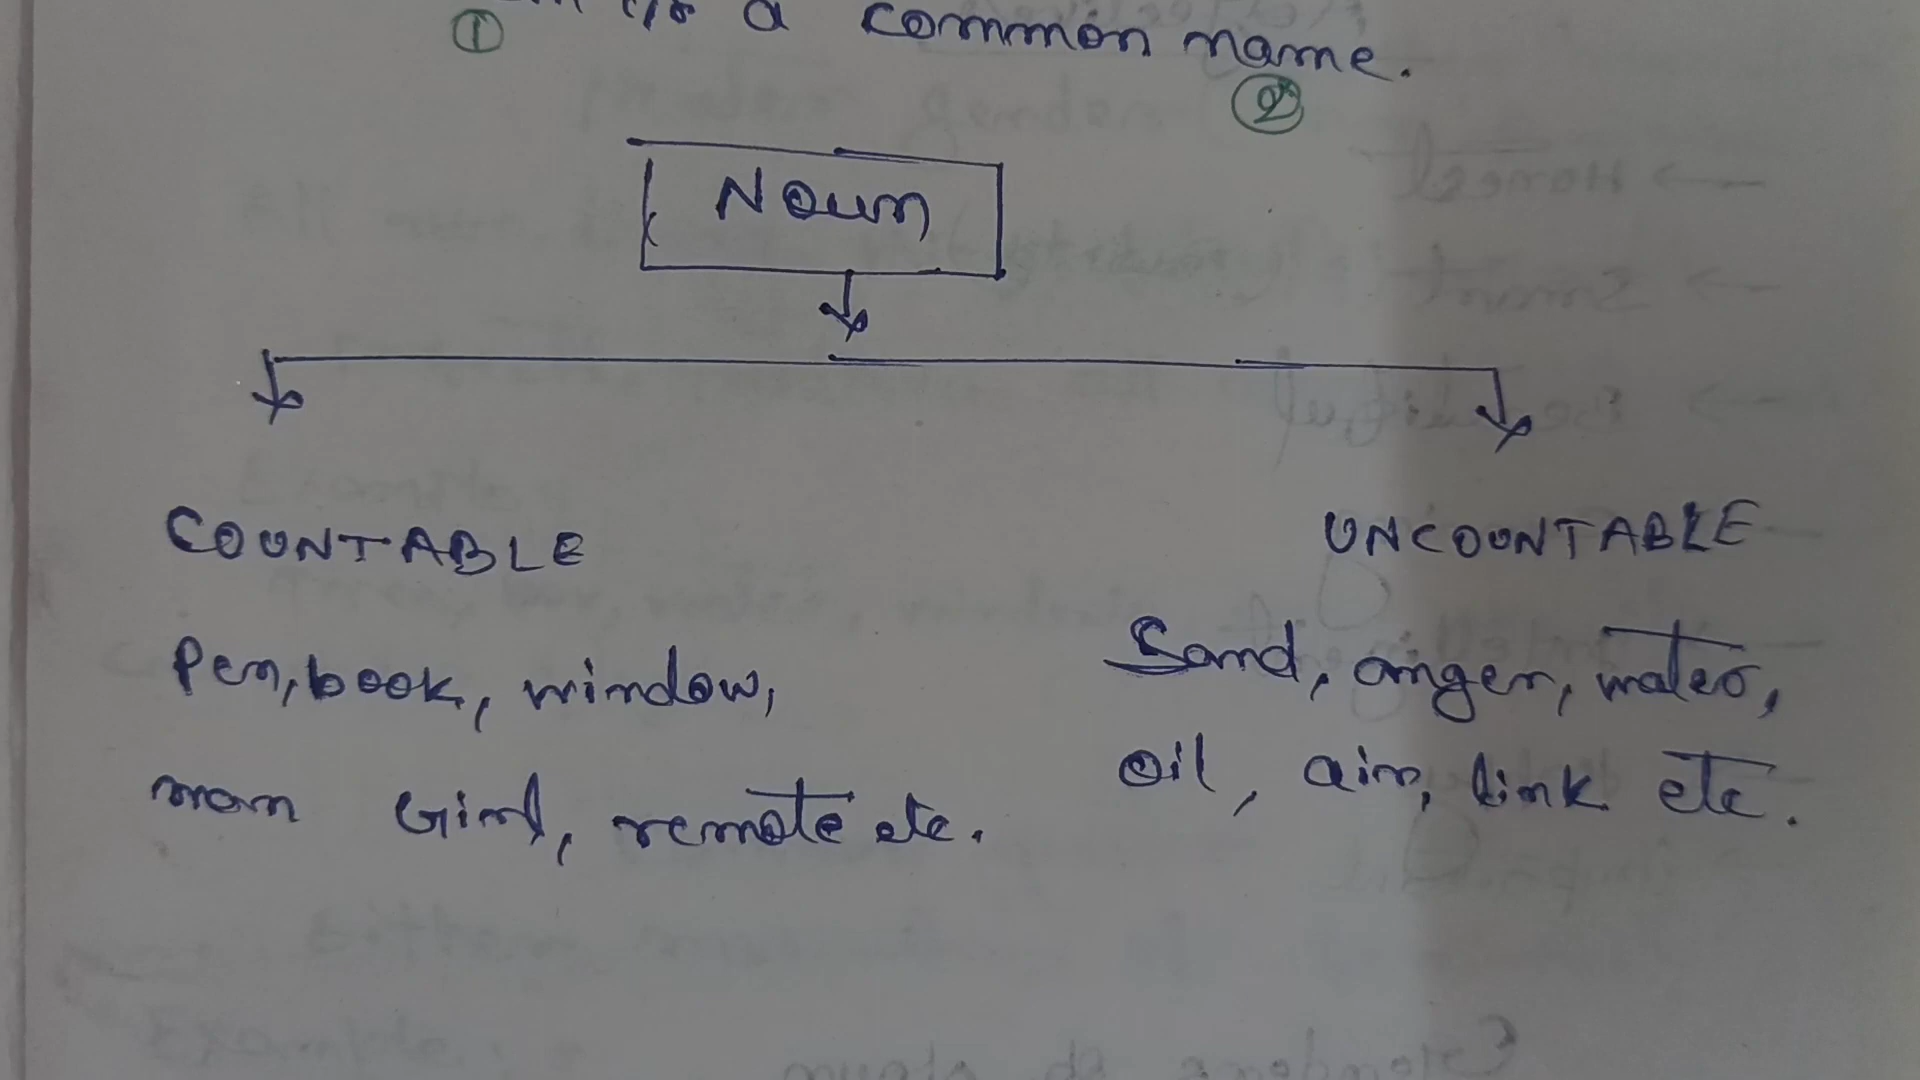 a common name.
1
2
Noun
COUNTABLE
UNCOUNTABLE
Pen, book, window,
man Girl, remote etc.
Sand, anger, water,
oil, air, link etc.